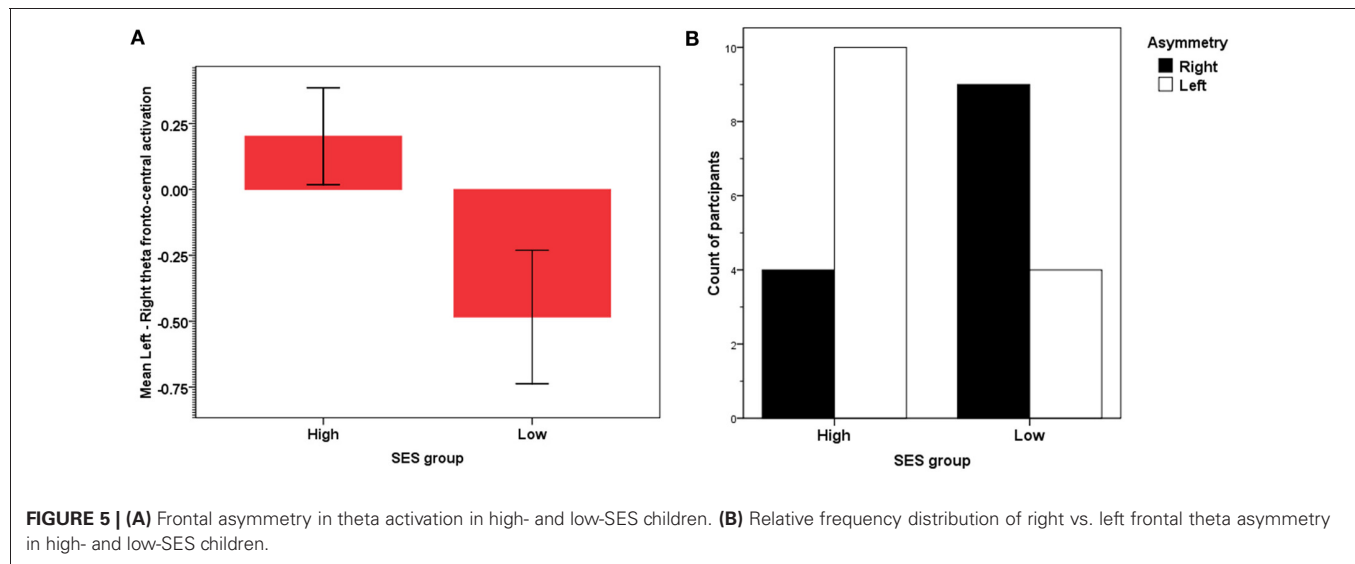 A
Mean Left - Right theta fronto-central activation
0.25
0.00
-0.25
-0.50
-0.75
High
Low
SES group
B
Count of partcipants
10
8
6
4
2
0
High
Low
SES group
Asymmetry
Right
Left
FIGURE 5 | (A) Frontal asymmetry in theta activation in high- and low-SES children. (B) Relative frequency distribution of right vs. left frontal theta asymmetry
in high- and low-SES children.